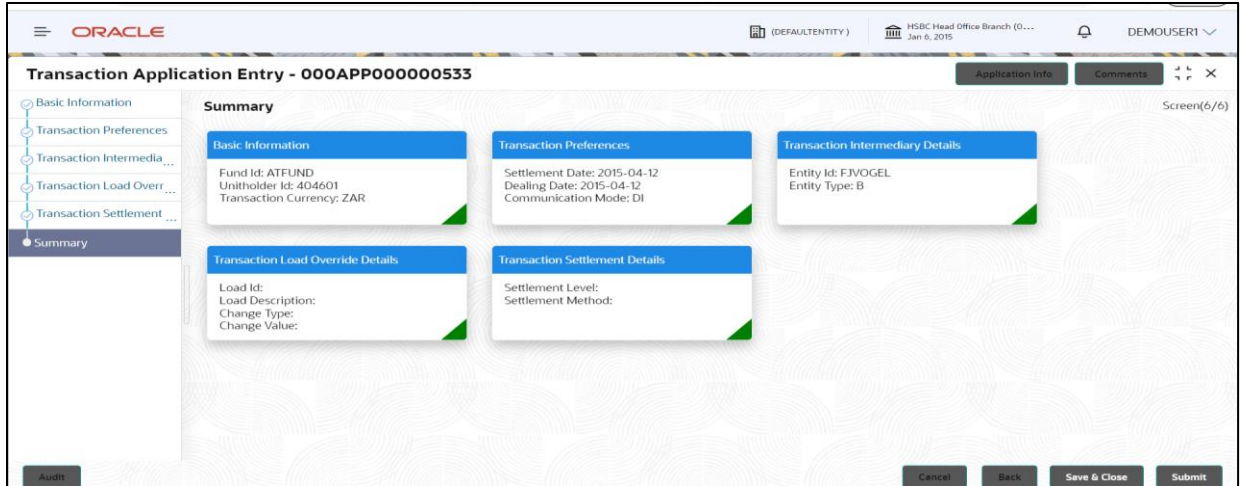 ORACLE
(DEFAULTENTITY)
HSBC Head Office Branch (0...
Jan 6, 2015
DEMOUSER1
Transaction Application Entry - 000APP000000533
Application Info
Comments
Basic Information
Transaction Preferences
Transaction Intermedia...
Transaction Load Overr...
Transaction Settlement ...
Summary
Summary
Screen(6/6)
Basic Information
Fund Id: ATFUND
Unitholder Id: 404601
Transaction Currency: ZAR
Transaction Preferences
Settlement Date: 2015-04-12
Dealing Date: 2015-04-12
Communication Mode: DI
Transaction Intermediary Details
Entity Id: FJVOGEL
Entity Type: B
Transaction Load Override Details
Load Id:
Load Description:
Change Type:
Change Value:
Transaction Settlement Details
Settlement Level:
Settlement Method:
Audit
Cancel
Back
Save & Close
Submit